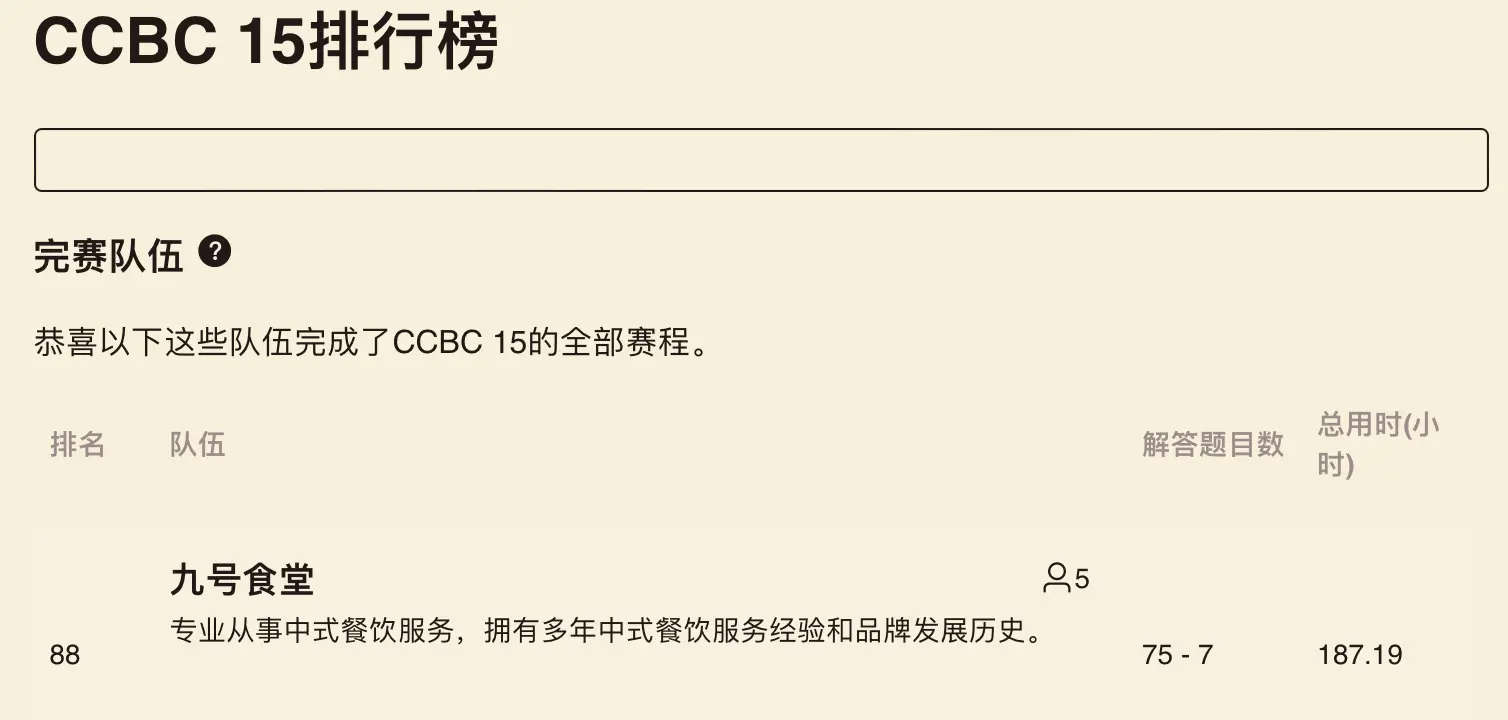 CCBC 15排行榜
完赛队伍 ?
恭喜以下这些队伍完成了CCBC 15的全部赛程。
排名 队伍 解答题目数 总用时(小
时)
九号食堂 5
专业从事中式餐饮服务，拥有多年中式餐饮服务经验和品牌发展历史。
88 75 - 7 187.19